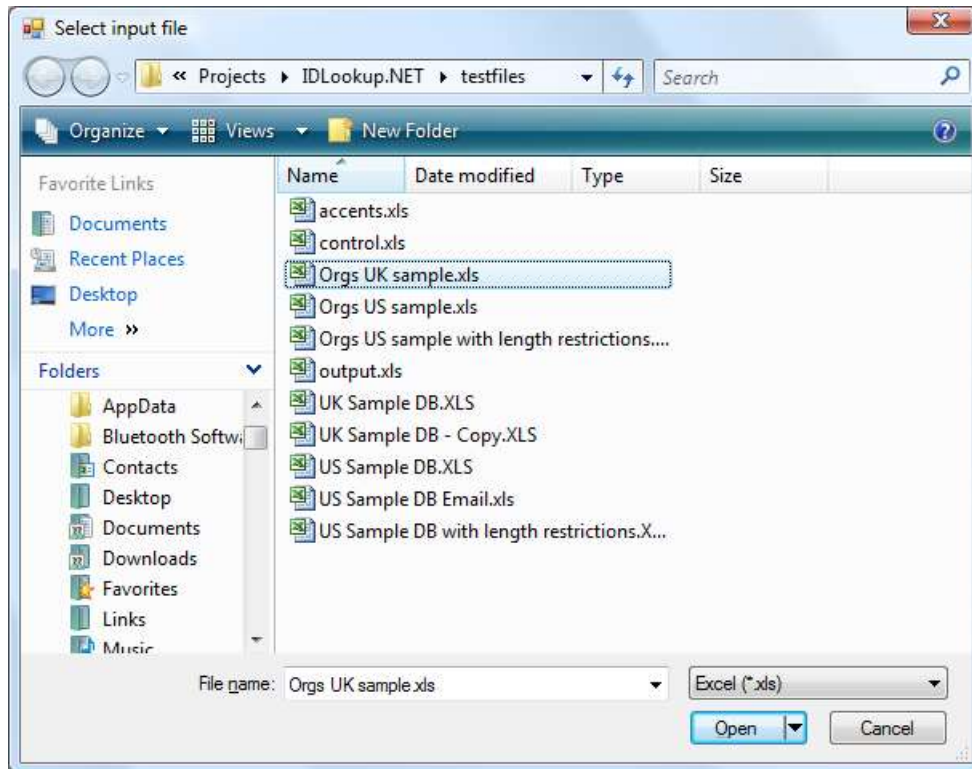 Select input file
« Projects ▸ IDLookup.NET ▸ testfiles
Search
Organize Views New Folder
Favorite Links
Documents
Recent Places
Desktop
More »
Folders
AppData
Bluetooth Softw
Contacts
Desktop
Documents
Downloads
Favorites
Links
Music
Name Date modified Type Size
accents.xls
control.xls
Orgs UK sample.xls
Orgs US sample.xls
Orgs US sample with length restrictions....
output.xls
UK Sample DB.XLS
UK Sample DB - Copy.XLS
US Sample DB.XLS
US Sample DB Email.xls
US Sample DB with length restrictions.X...
File name: Orgs UK sample.xls Excel (*.xls)
Open Cancel